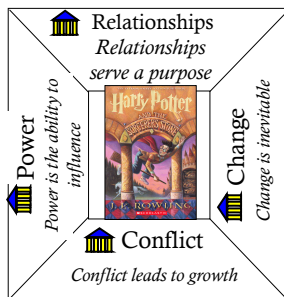 Relationships
Relationships
serve a purpose
Power
Power is the ability to
influence
Harry Potter
AND THE
SORCERER'S STONE
J. K. ROWLING
SCHOLASTIC
Change
Change is inevitable
Conflict
Conflict leads to growth